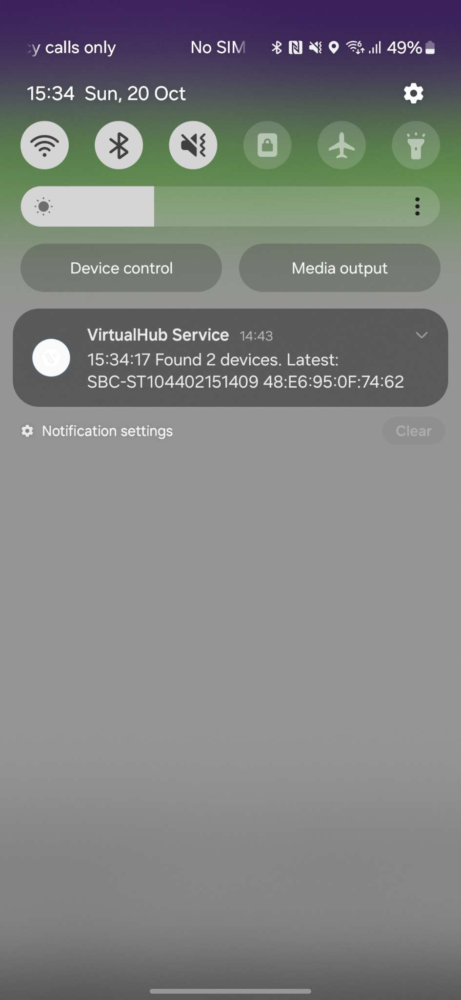 cy calls only No SIM 49%
15:34 Sun, 20 Oct
Device control Media output
VirtualHub Service 14:43
15:34:17 Found 2 devices. Latest:
SBC-ST104402151409 48:E6:95:0F:74:62
Notification settings Clear